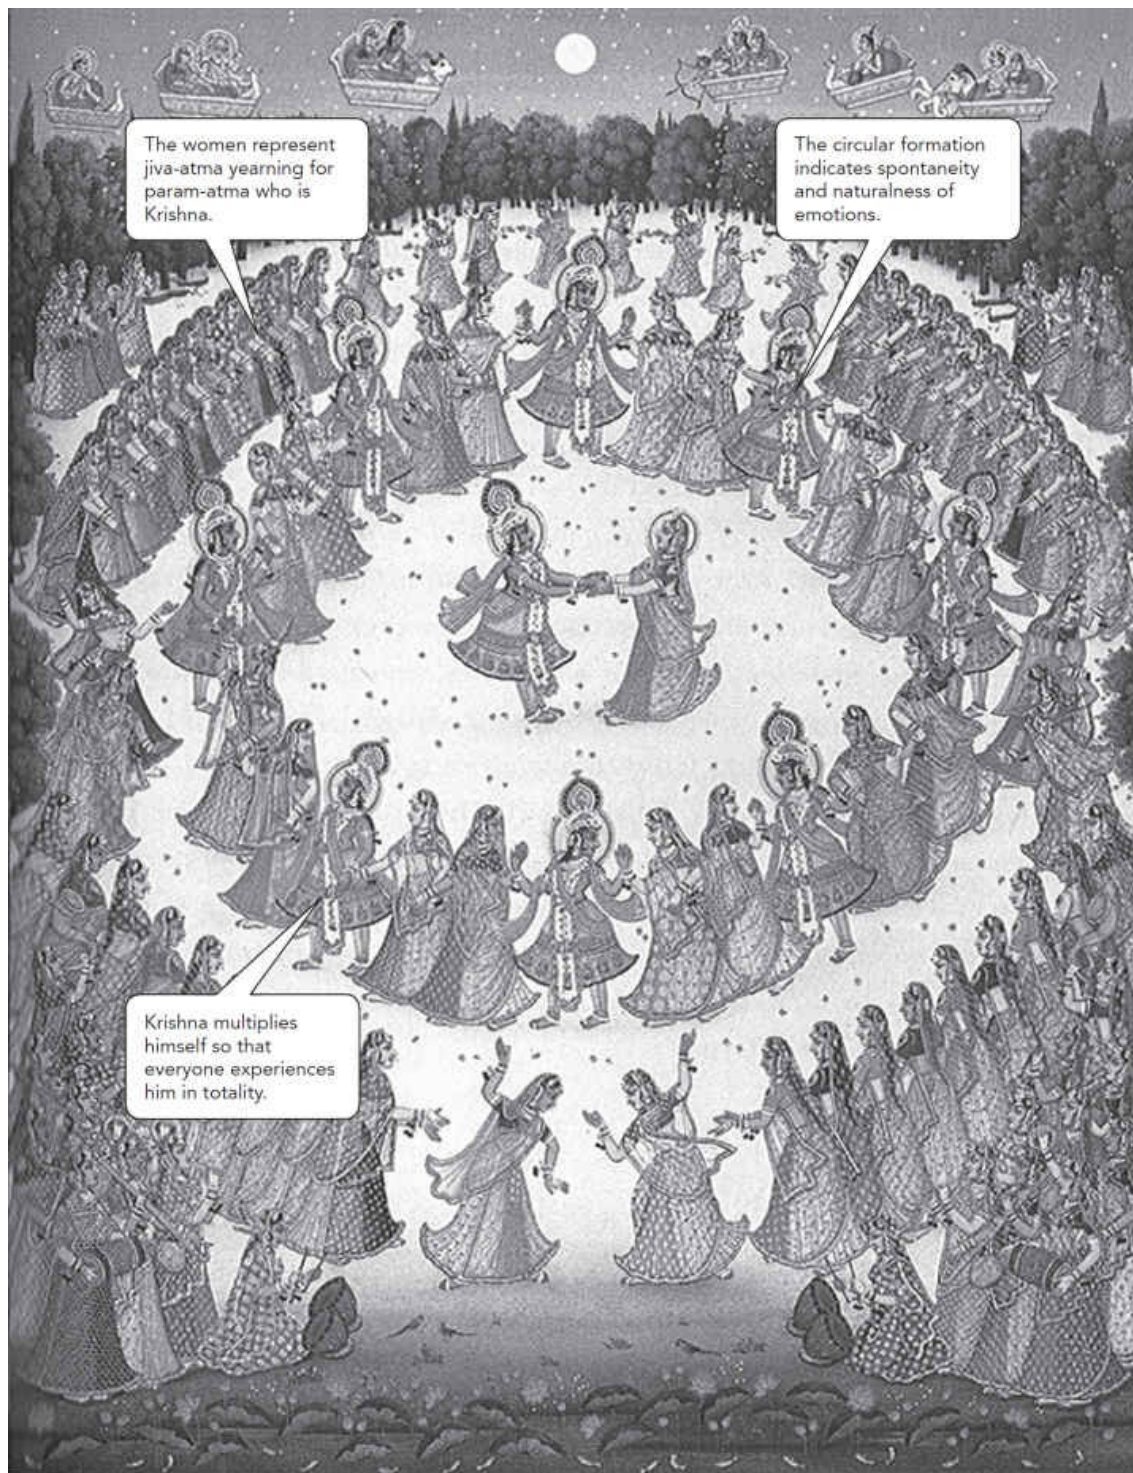 The women represent
jiva-atma yearning for
param-atma who is
Krishna.
The circular formation
indicates spontaneity
and naturalness of
emotions.
Krishna multiplies
himself so that
everyone experiences
him in totality.